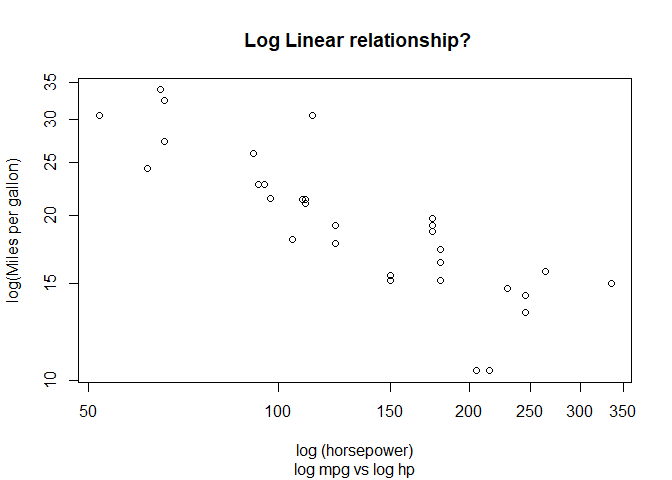 Log Linear relationship?
log(Miles per gallon)
35
30
25
20
15
10
50 100 150 200 250 300 350
log (horsepower)
log mpg vs log hp